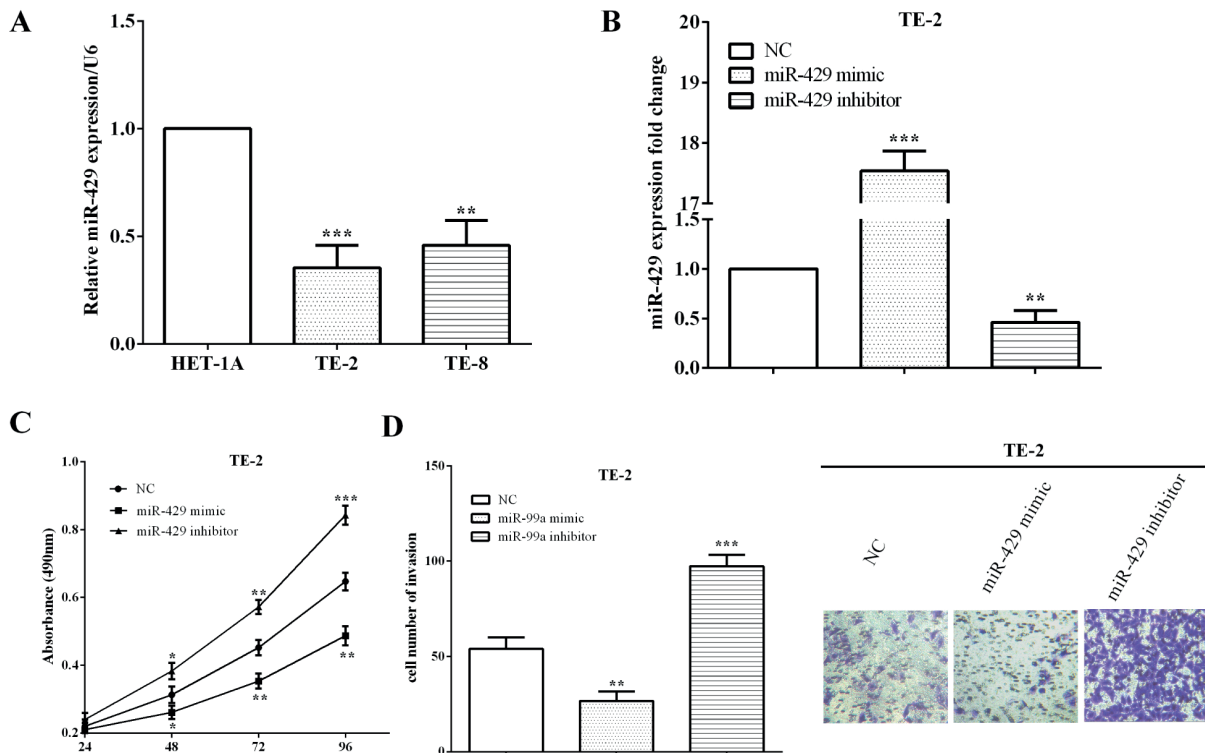 A
Relative miR-429 expression/U6
1.5
1.0
0.5
0.0
***
**
HET-1A
TE-2
TE-8
B
TE-2
miR-429 expression fold change
NC
miR-429 mimic
miR-429 inhibitor
20
19
18
17
1.5
1.0
0.5
0.0
***
**
C
TE-2
Absorbance (490nm)
NC
miR-429 mimic
miR-429 inhibitor
1.0
0.8
0.6
0.4
0.2
*
**
***
*
**
**
24
48
72
96
D
TE-2
cell number of invasion
NC
miR-99a mimic
miR-99a inhibitor
150
100
50
0
**
***
TE-2
NC
miR-429 mimic
miR-429 inhibitor